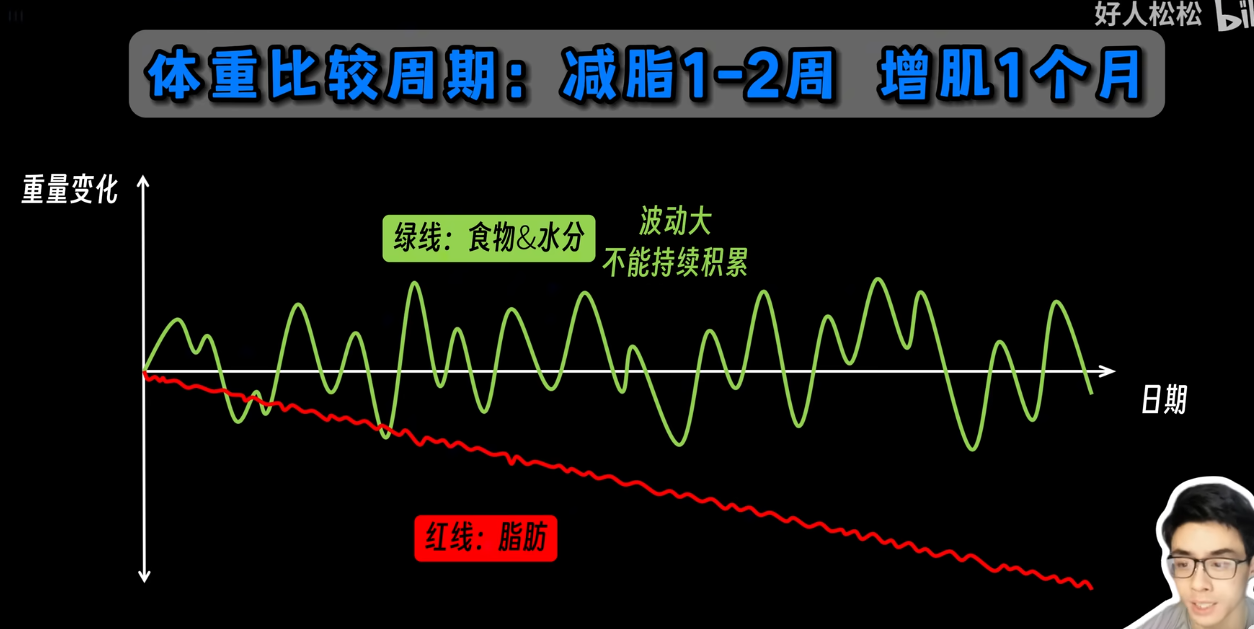 好人松松 bil
体重比较周期：减脂1-2周 增肌1个月
重量变化
绿线：食物&水分
波动大
不能持续积累
日期
红线：脂肪